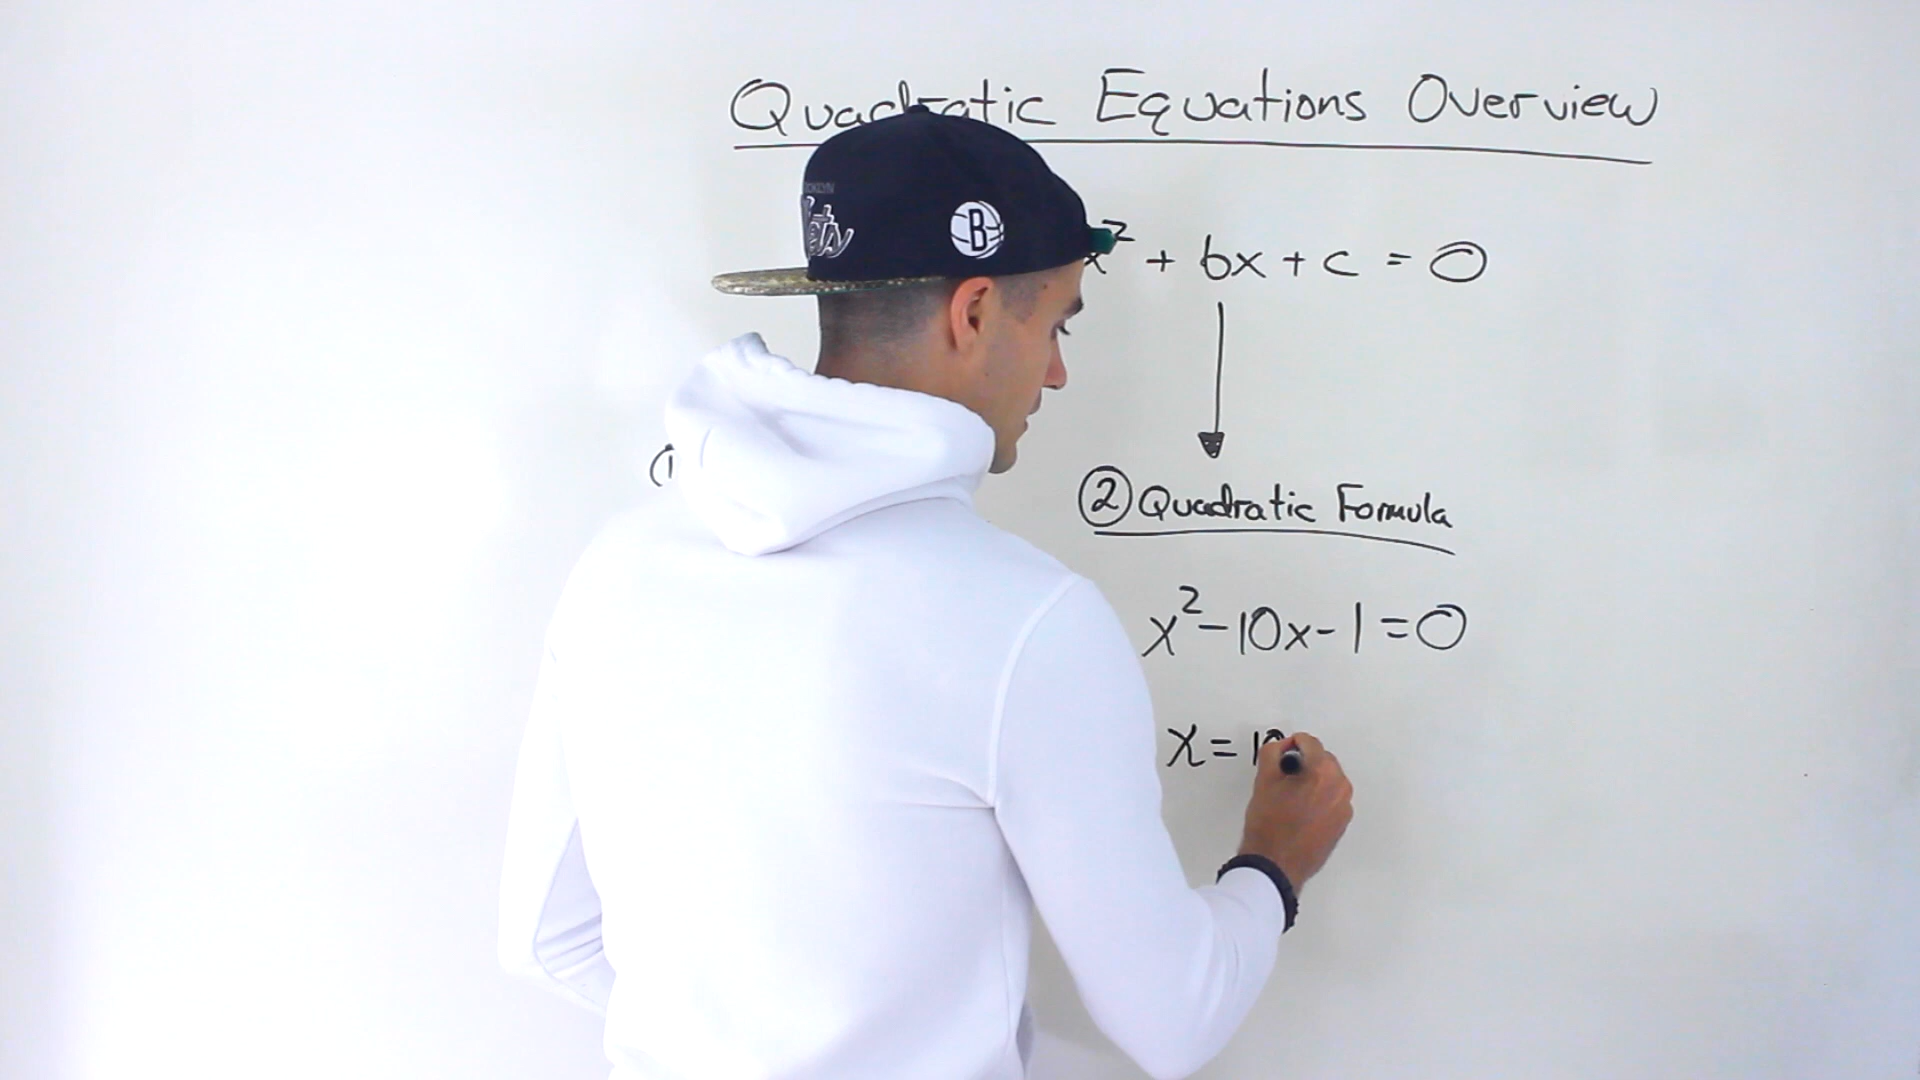 Quadratic Equations Overview
x² + bx + c = 0
B
② Quadratic Formula
x² - 10x - 1 = 0
x = 10